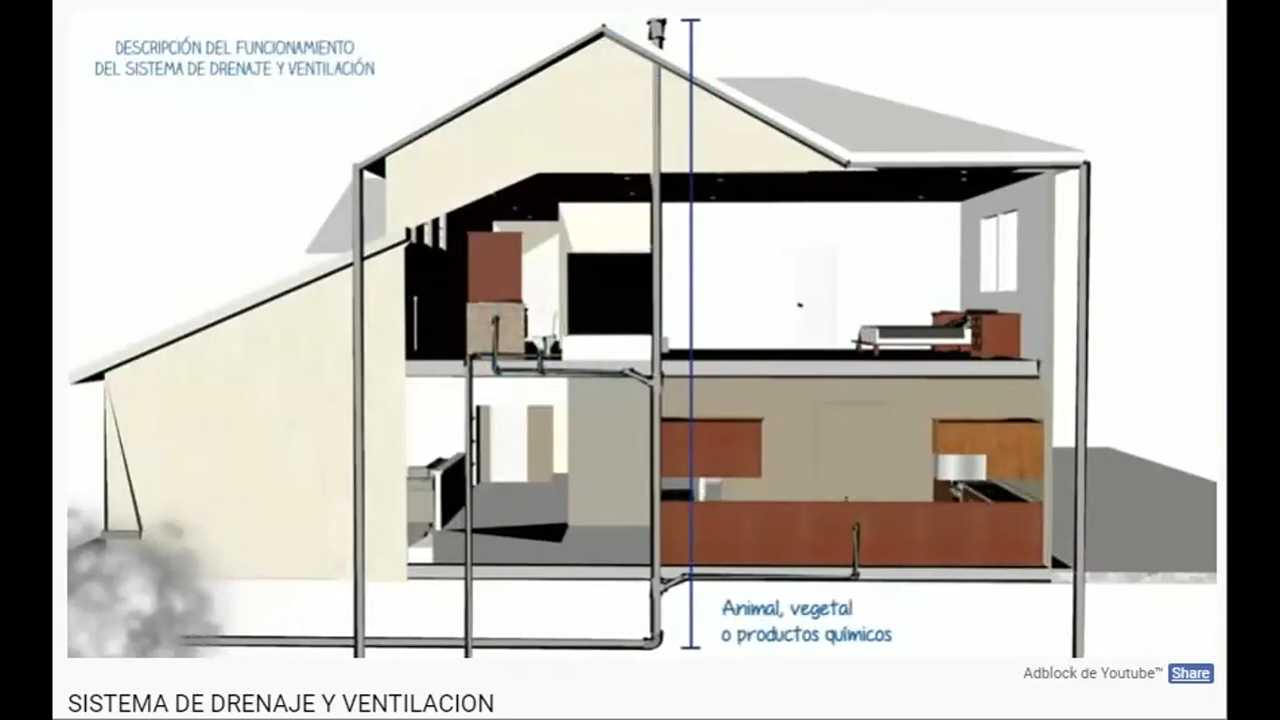 DESCRIPCIÓN DEL FUNCIONAMIENTO
DEL SISTEMA DE DRENAJE Y VENTILACIÓN
Animal, vegetal
o productos químicos
Adblock de Youtube™ Share
SISTEMA DE DRENAJE Y VENTILACION